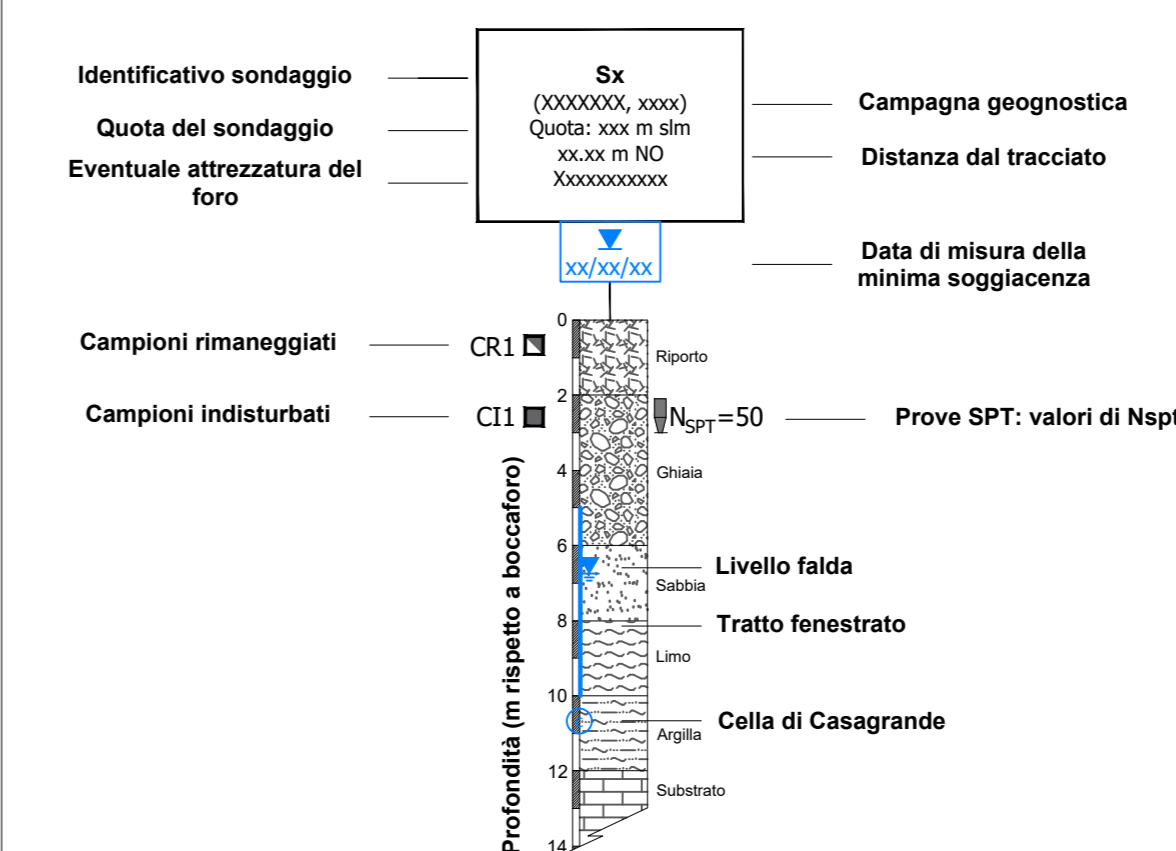 Identificativo sondaggio
Quota del sondaggio
Eventuale attrezzatura del
foro
Sx
(XXXXXXX, xxxx)
Quota: xxx m slm
xx.xx m NO
Xxxxxxxxxxx
Campagna geognostica
Distanza dal tracciato
xx/xx/xx
Data di misura della
minima soggiacenza
Campioni rimaneggiati
CR1
0
Riporto
Campioni indisturbati
CI1
2
NSPT=50
Prove SPT: valori di Nspt
Profondità (m rispetto a boccaforo)
4
Ghiaia
6
Livello falda
Sabbia
8
Tratto fenestrato
Limo
10
Cella di Casagrande
Argilla
12
Substrato
14